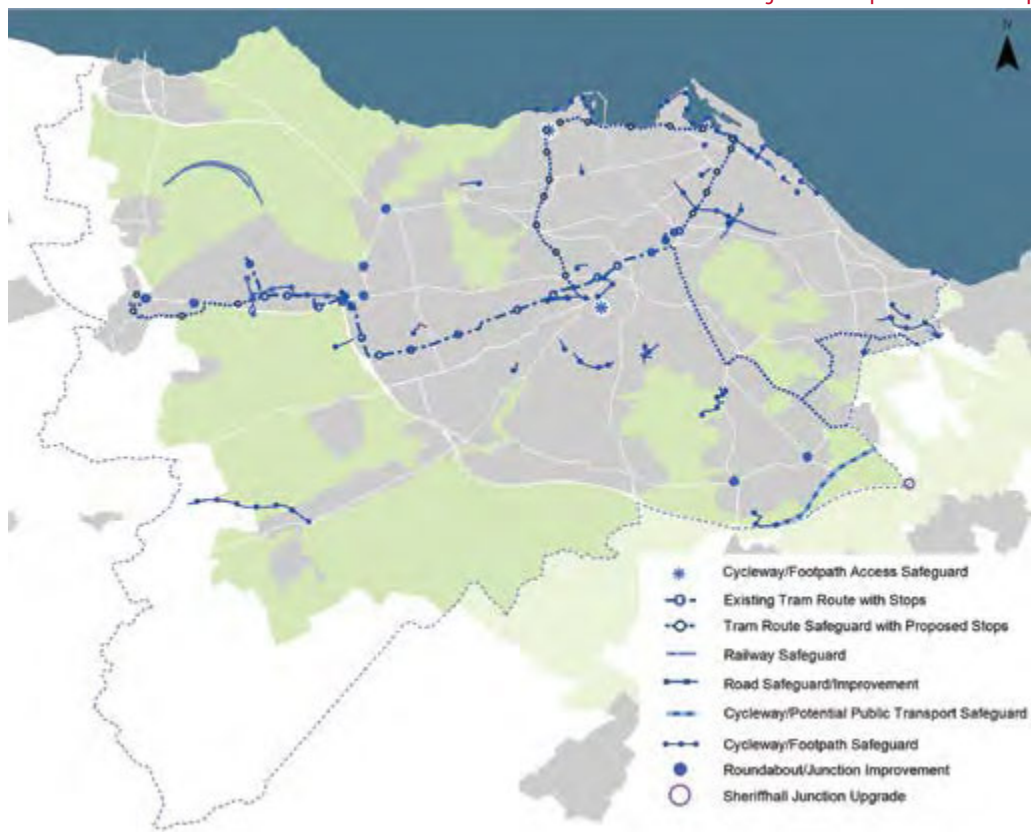 N
Cycleway/Footpath Access Safeguard
Existing Tram Route with Stops
Tram Route Safeguard with Proposed Stops
Railway Safeguard
Road Safeguard/Improvement
Cycleway/Potential Public Transport Safeguard
Cycleway/Footpath Safeguard
Roundabout/Junction Improvement
Sheriffhall Junction Upgrade